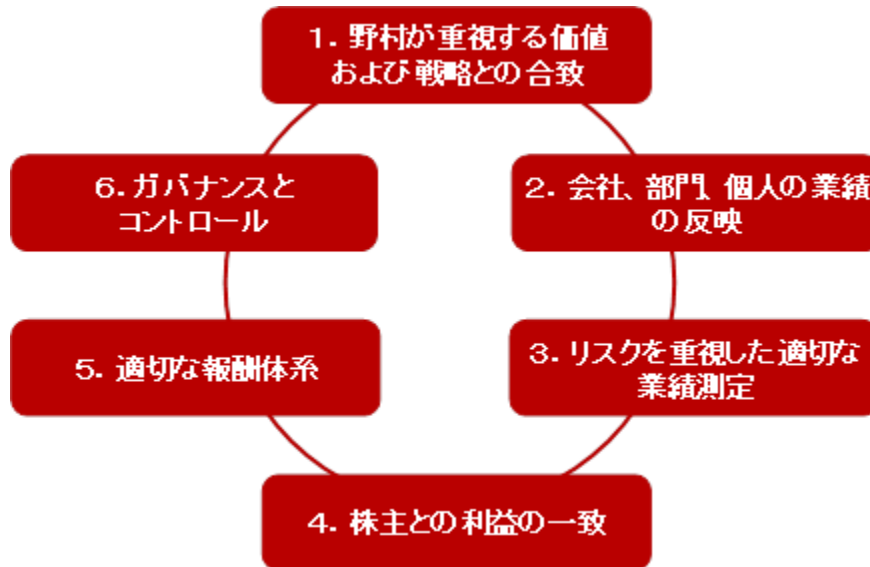 1. 野村が重視する価値
および戦略との合致
2. 会社、部門、個人の業績
の反映
3. リスクを重視した適切な
業績測定
4. 株主との利益の一致
5. 適切な報酬体系
6. ガバナンスと
コントロール